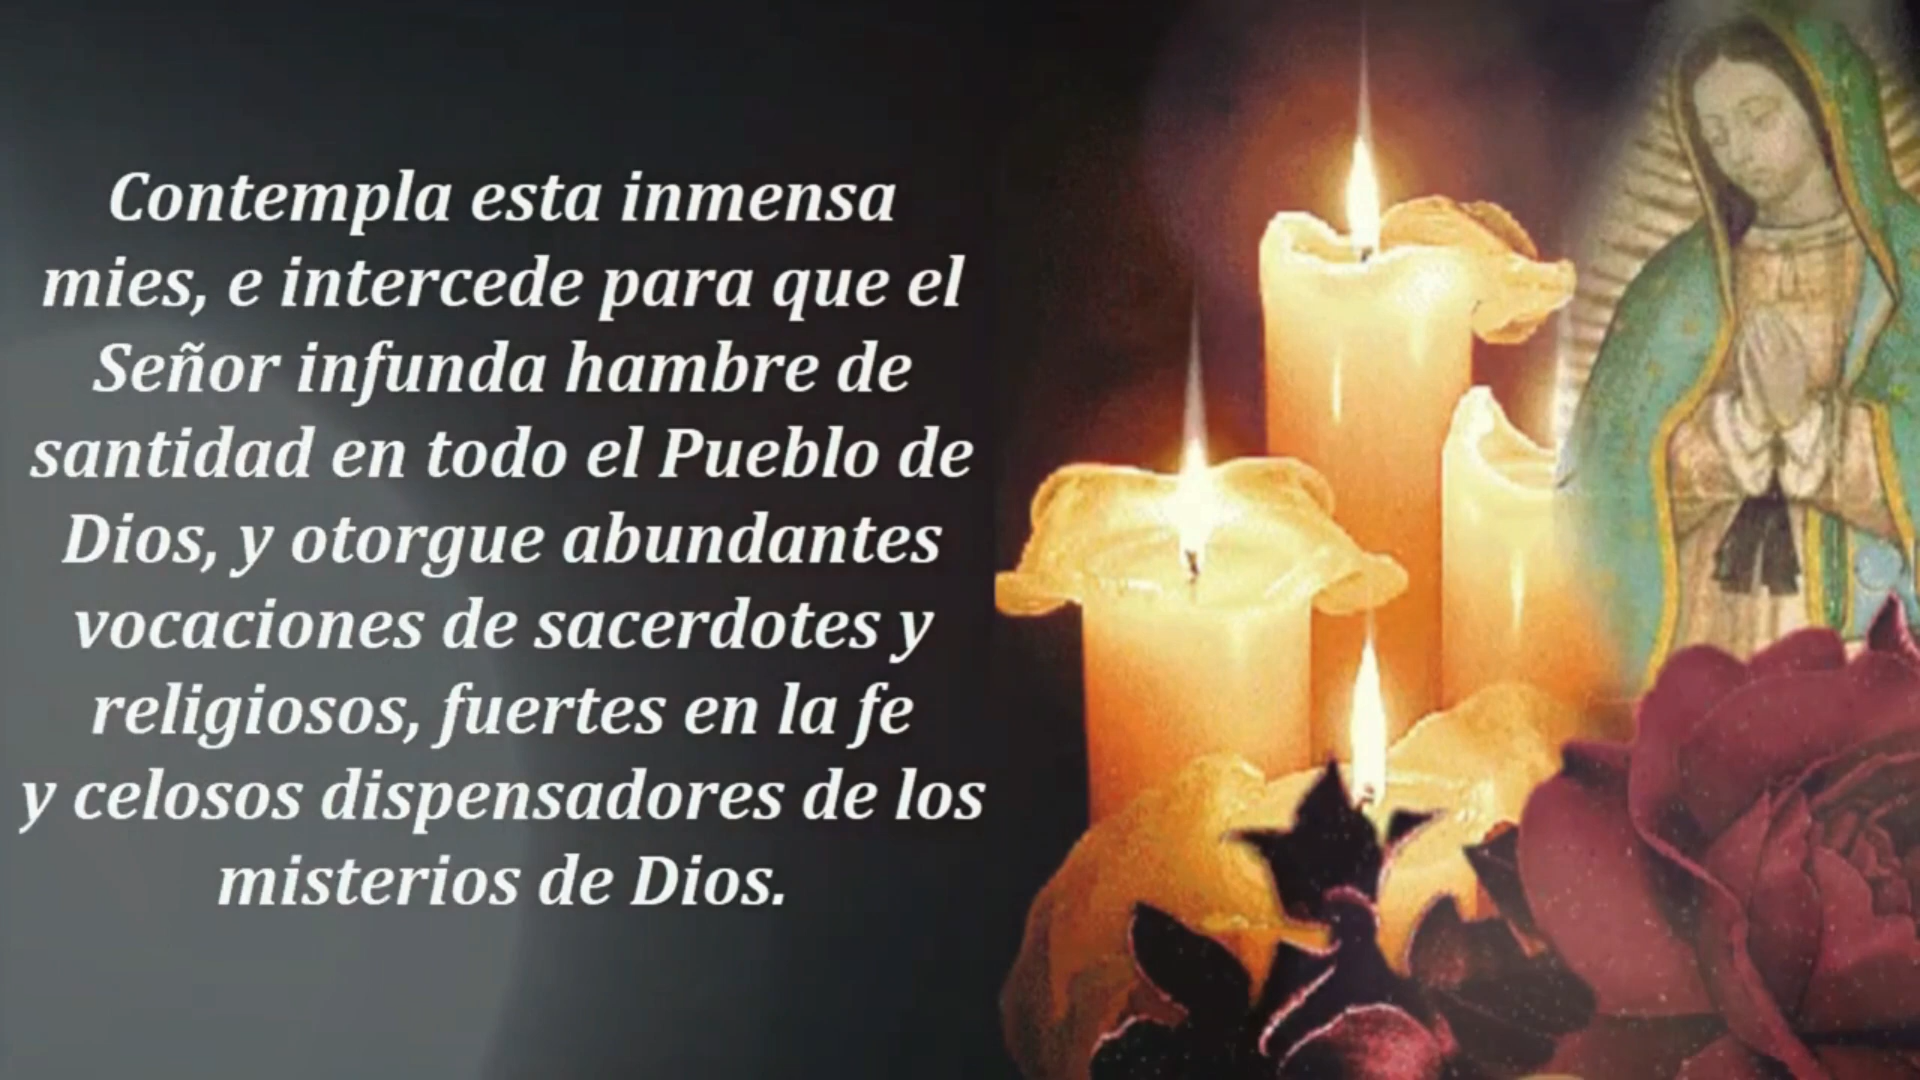 Contempla esta inmensa
mies, e intercede para que el
Señor infunda hambre de
santidad en todo el Pueblo de
Dios, y otorgue abundantes
vocaciones de sacerdotes y
religiosos, fuertes en la fe
y celosos dispensadores de los
misterios de Dios.